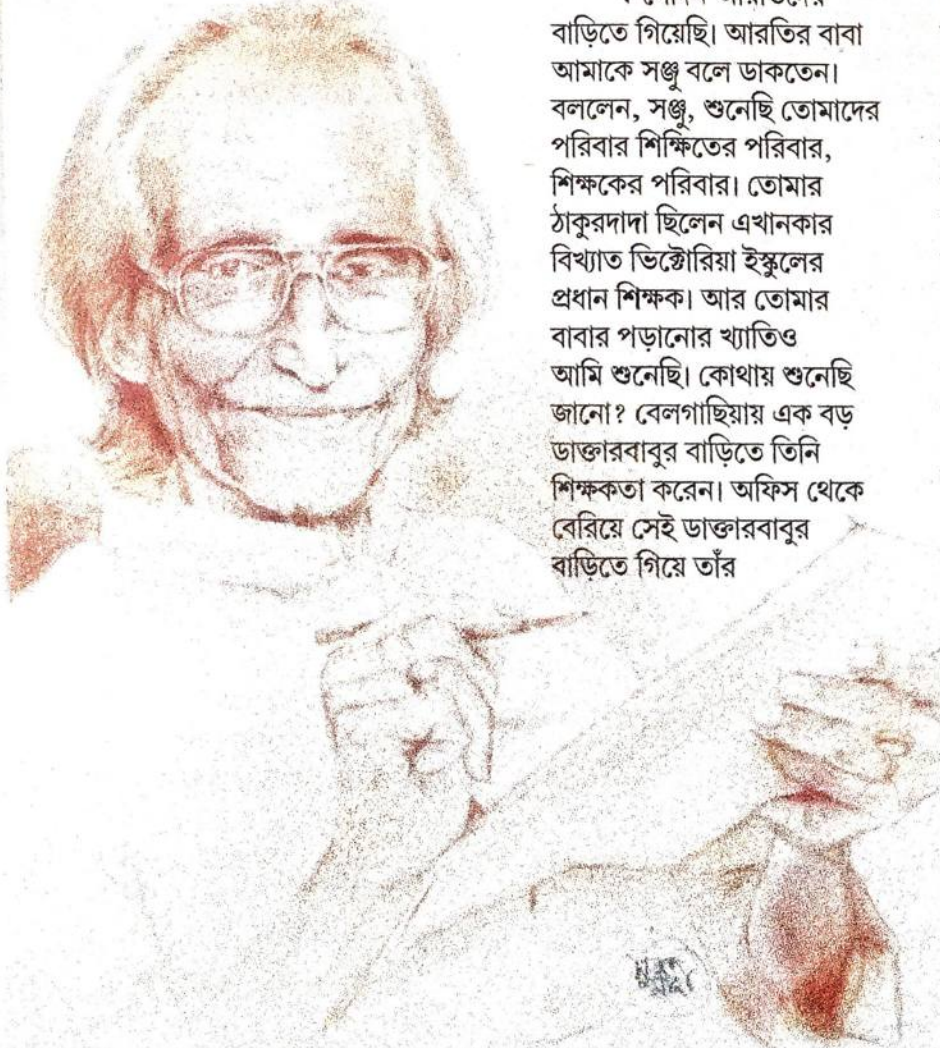 বাড়িতে গিয়েছি। আরতির বাবা
আমাকে সঞ্জু বলে ডাকতেন।
বললেন, সঞ্জু, শুনেছি তোমাদের
পরিবার শিক্ষিতের পরিবার,
শিক্ষকের পরিবার। তোমার
ঠাকুরদাদা ছিলেন এখানকার
বিখ্যাত ভিক্টোরিয়া ইস্কুলের
প্রধান শিক্ষক। আর তোমার
বাবার পড়ানোর খ্যাতিও
আমি শুনেছি। কোথায় শুনেছি
জানো? বেলগাছিয়ায় এক বড়
ডাক্তারবাবুর বাড়িতে তিনি
শিক্ষকতা করেন। অফিস থেকে
বেরিয়ে সেই ডাক্তারবাবুর
বাড়িতে গিয়ে তাঁর